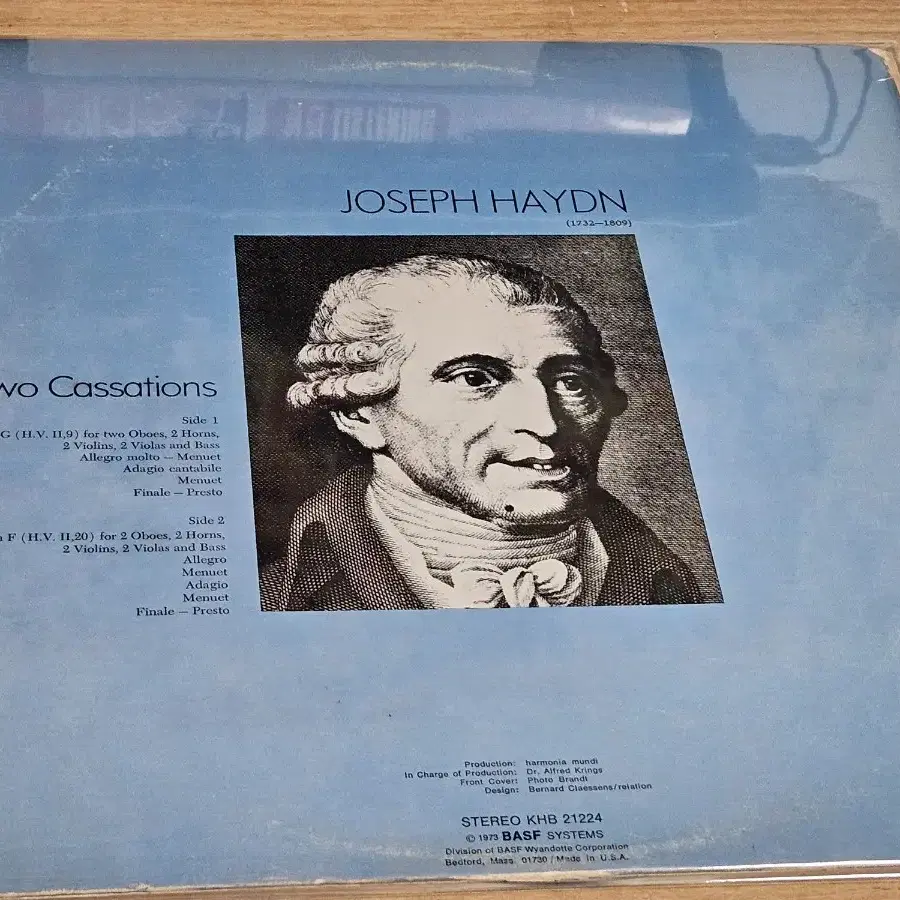 JOSEPH HAYDN
(1732—1809)
wo Cassations
Side 1
G (H.V. II,9) for two Oboes, 2 Horns,
2 Violins, 2 Violas and Bass
Allegro molto — Menuet
Adagio cantabile
Menuet
Finale — Presto
Side 2
F (H.V. II,20) for 2 Oboes, 2 Horns,
2 Violins, 2 Violas and Bass
Allegro
Menuet
Adagio
Menuet
Finale — Presto
Production: harmonia mundi
In Charge of Production: Dr. Alfred Krings
Front Cover: Photo Brandl
Design: Bernard Claessens/relation
STEREO KHB 21224
© 1973 BASF SYSTEMS
Division of BASF Wyandotte Corporation
Bedford, Mass. 01730 / Made in U.S.A.